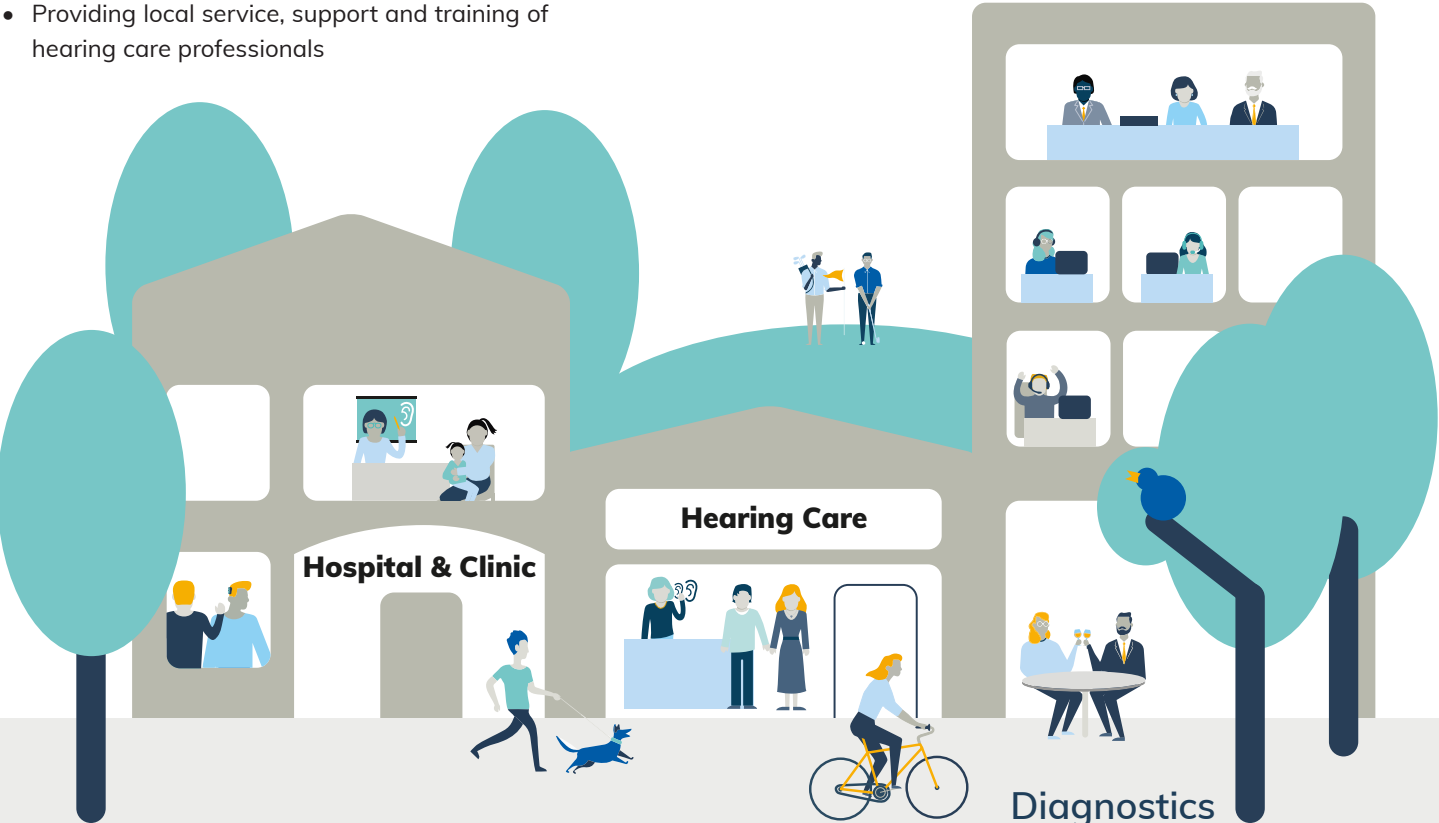 • Providing local service, support and training of
hearing care professionals
Hearing Care
Hospital & Clinic
Diagnostics